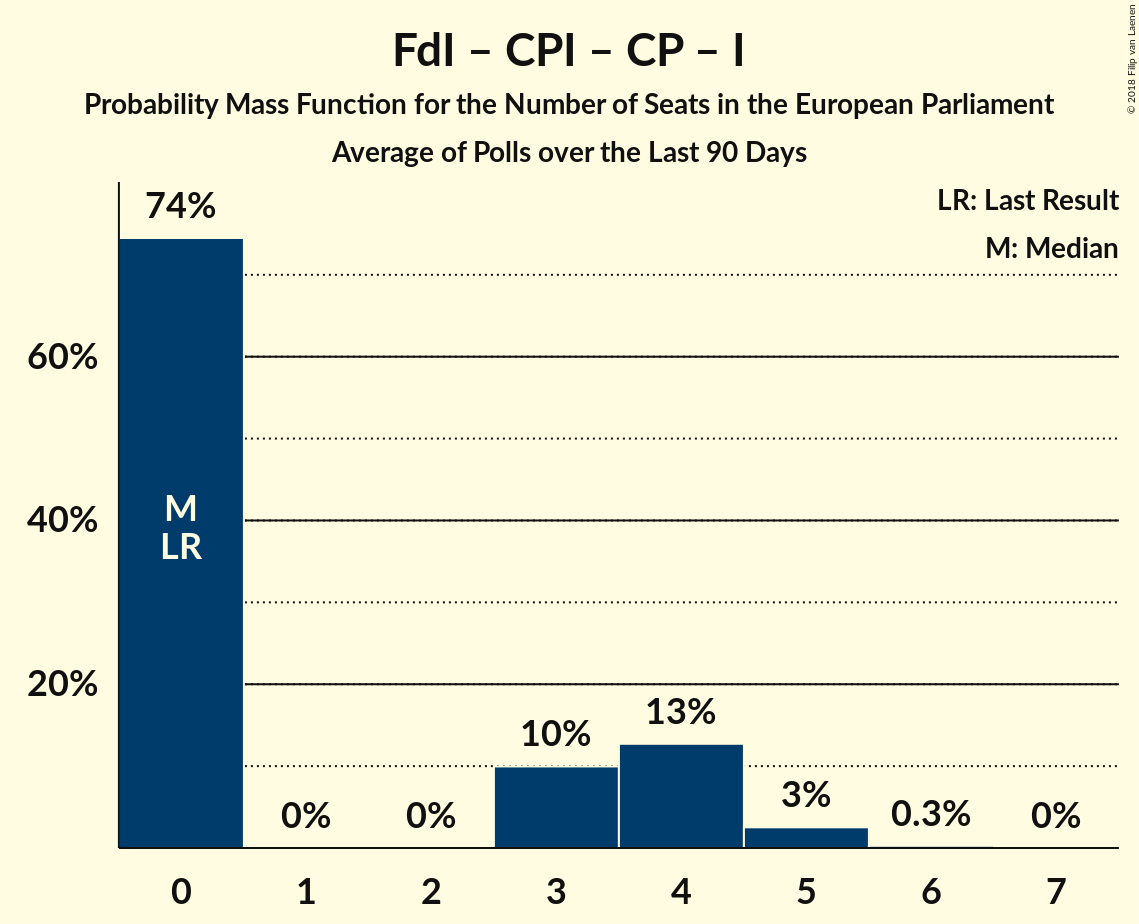 FdI – CPI – CP – I
Probability Mass Function for the Number of Seats in the European Parliament
Average of Polls over the Last 90 Days
© 2018 Filip van Laenen
LR: Last Result
M: Median
74%
60%
40%
20%
M
LR
0%
0%
10%
13%
3%
0.3%
0%
0 1 2 3 4 5 6 7